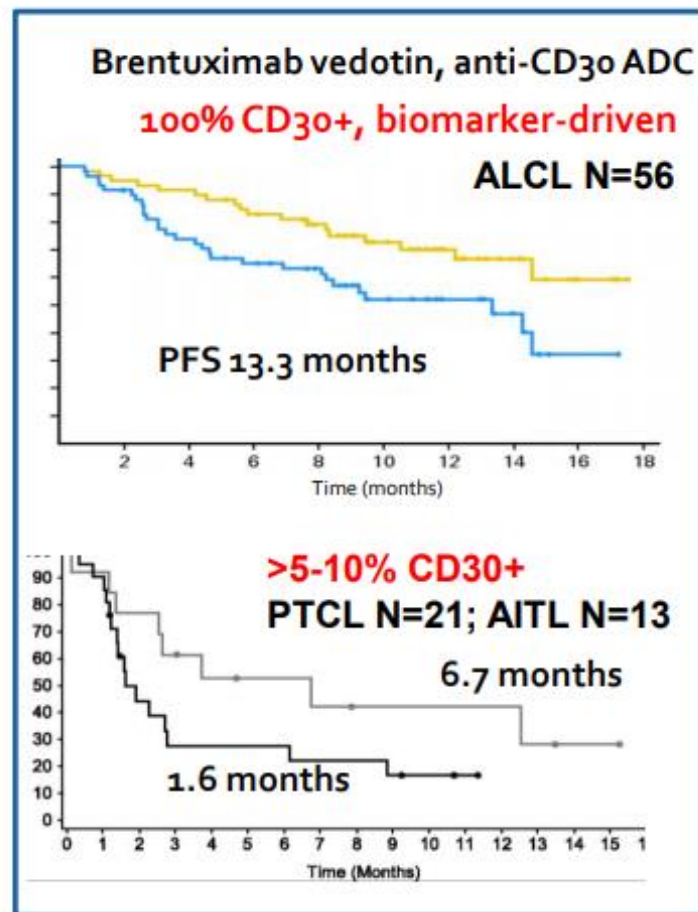 Brentuximab vedotin, anti-CD30 ADC
100% CD30+, biomarker-driven
ALCL N=56
PFS 13.3 months
2 4 6 8 10 12 14 16 18
Time (months)
>5-10% CD30+
PTCL N=21; AITL N=13
6.7 months
1.6 months
90
80
70
60
50
40
30
20
10
0
0 1 2 3 4 5 6 7 8 9 10 11 12 13 14 15 1
Time (Months)